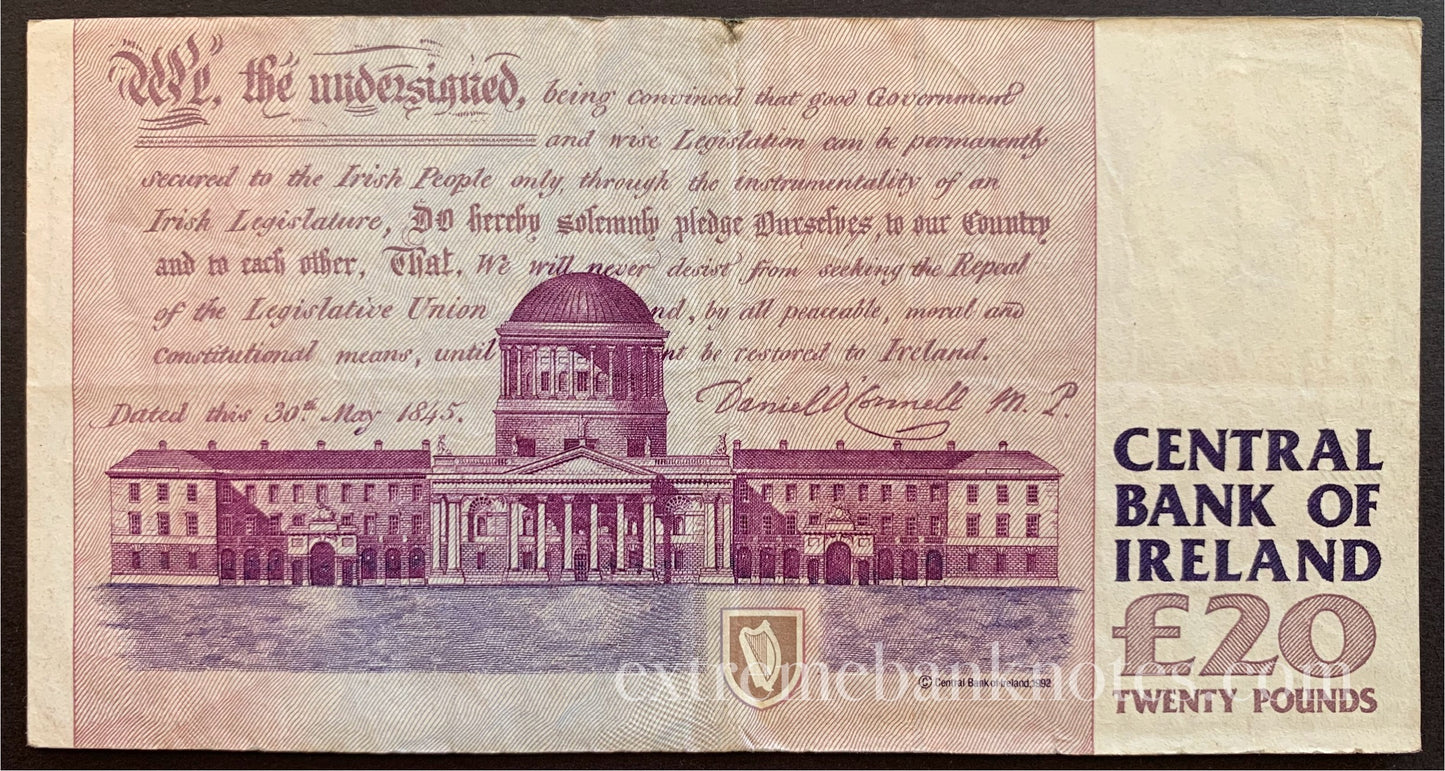 We, the undersigned, being convinced that good Government
and wise Legislation can be permanently
secured to the Irish People only, through the instrumentality of an
Irish Legislature, DO hereby solemnly pledge Ourselves, to our Country
and to each other, That, We will never desist from seeking the Repeal
of the Legislative Union nd, by all peaceable, moral and
Constitutional means, until nt be restored to Ireland.
Dated this 30th May 1845.
Daniel O'Connell M.P.
CENTRAL
BANK OF
IRELAND
£20
TWENTY POUNDS
© Central Bank of Ireland, 1992
extremebanknotes.com